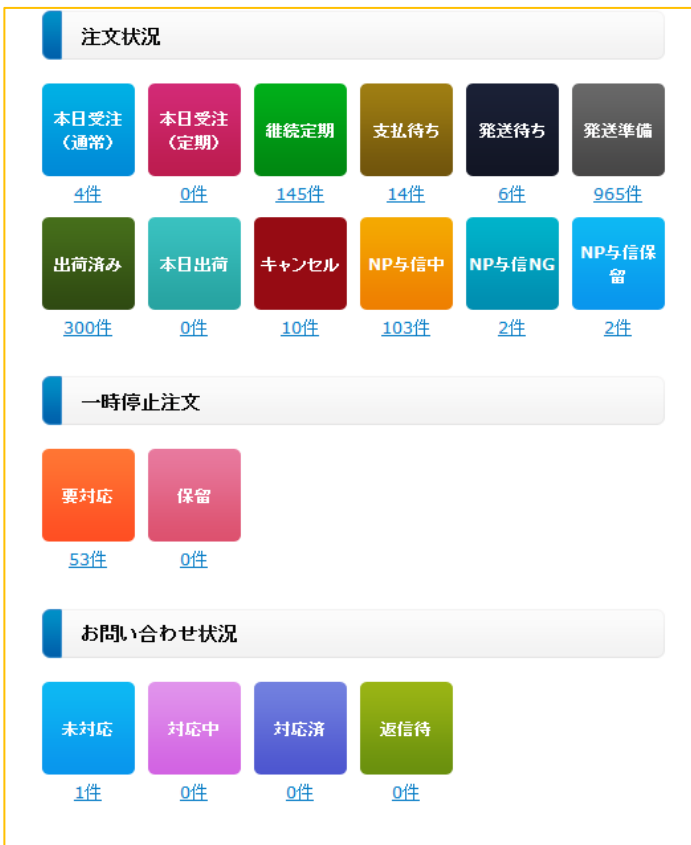 注文状況
本日受注
（通常）
本日受注
（定期）
継続定期
支払待ち
発送待ち
発送準備
4件
0件
145件
14件
6件
965件
出荷済み
本日出荷
キャンセル
NP与信中
NP与信NG
NP与信保
留
300件
0件
10件
103件
2件
2件
一時停止注文
要対応
保留
53件
0件
お問い合わせ状況
未対応
対応中
対応済
返信待
1件
0件
0件
0件